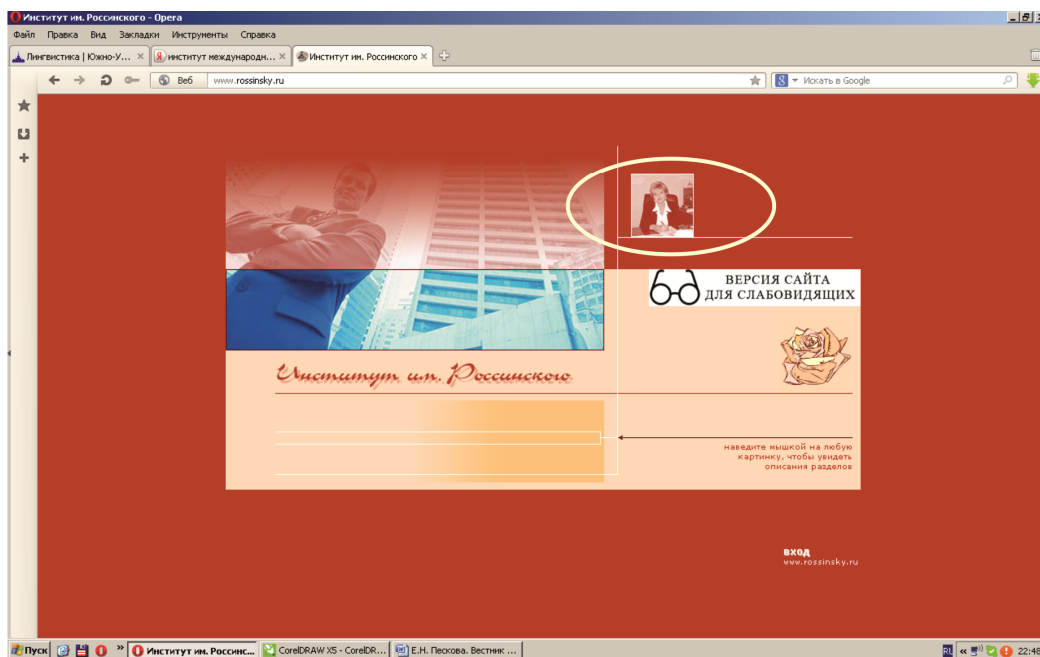 Институт им. Россинского - Opera
Файл Правка Вид Закладки Инструменты Справка
Лингвистика | Южно-У... институт международн... Институт им. Россинского
Веб www.rossinsky.ru Искать в Google
ВЕРСИЯ САЙТА
ДЛЯ СЛАБОВИДЯЩИХ
Институт им. Россинского
наведите мышкой на любую
картинку, чтобы увидеть
описания разделов
вход
www.rossinsky.ru
Пуск Институт им. Россинс... CorelDRAW X5 - CorelDR... Е.Н. Пескова. Вестник ... RU 22:48